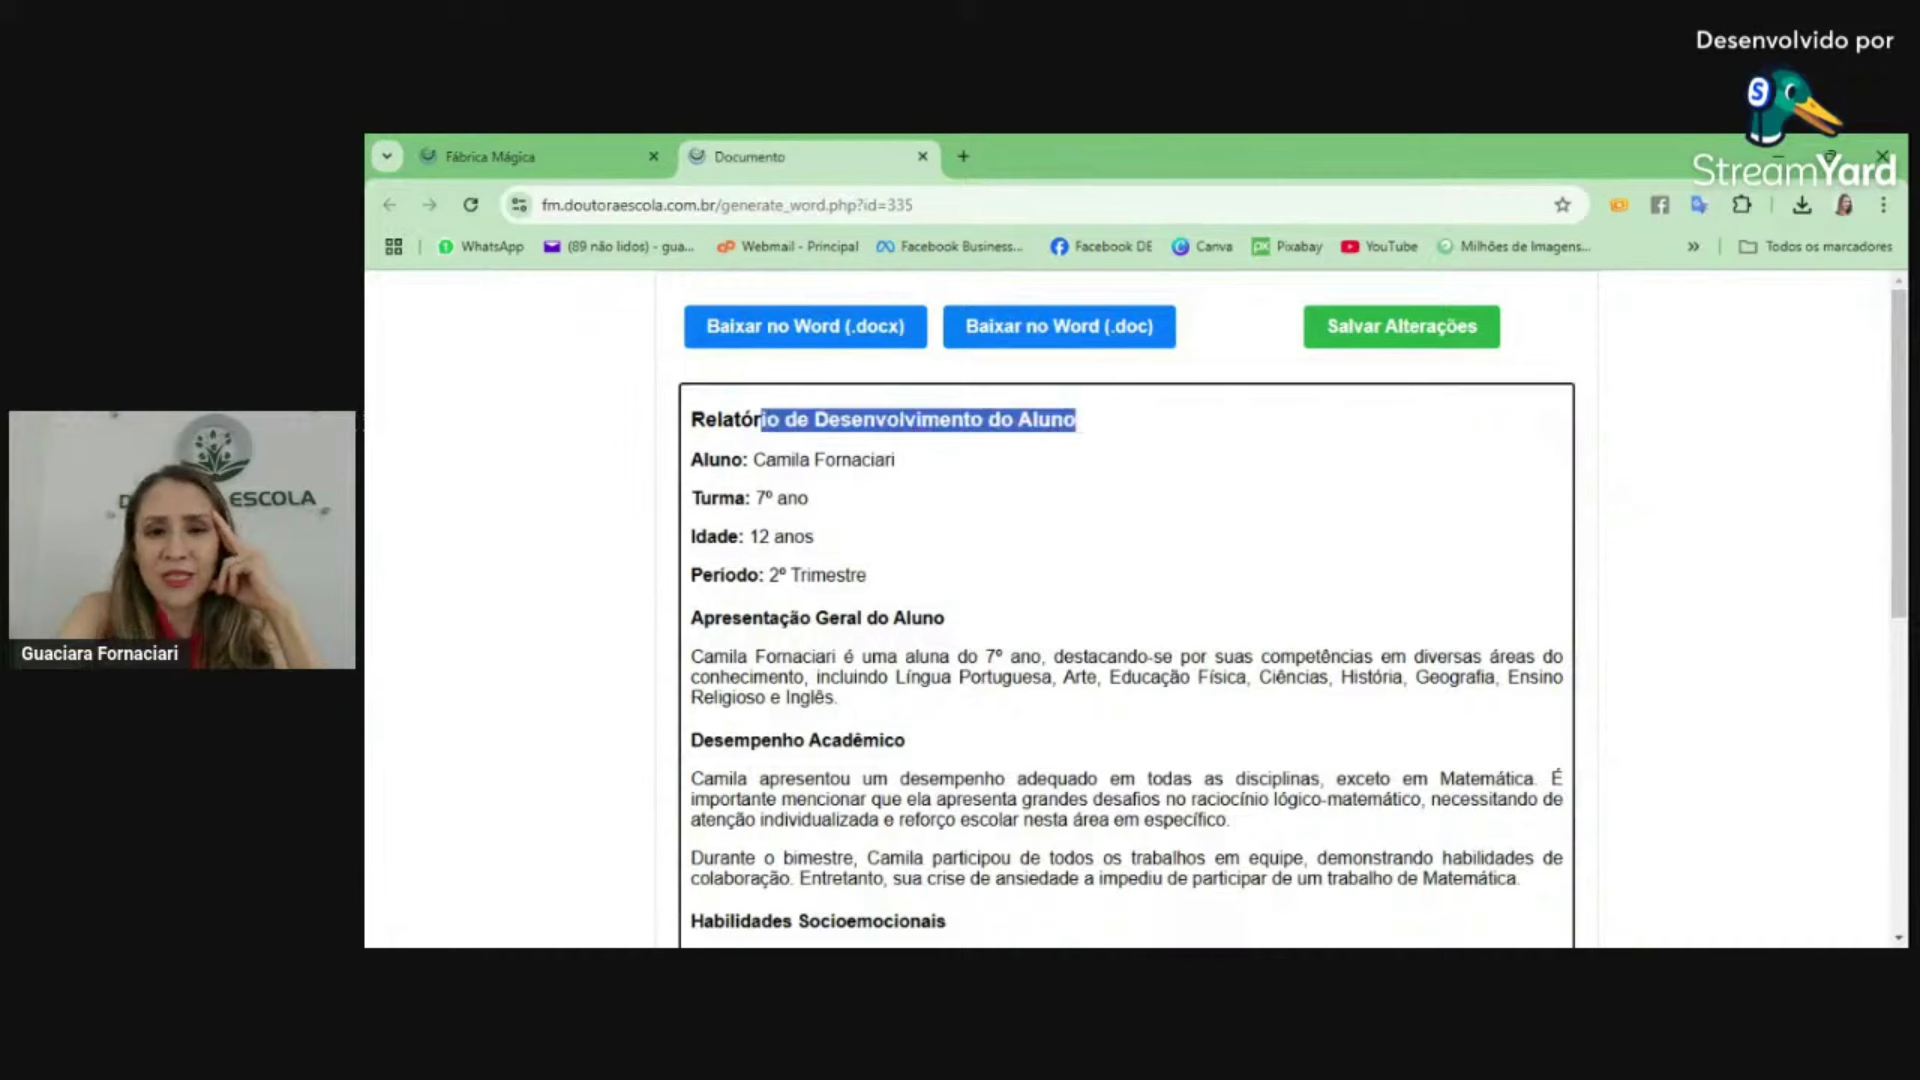 Desenvolvido por
StreamYard
Fábrica Mágica
Documento
fm.doutoraescola.com.br/generate_word.php?id=335
WhatsApp
(89 não lidos) - gua...
Webmail - Principal
Facebook Business...
Facebook DE
Canva
Pixabay
YouTube
Milhões de Imagens...
»
Todos os marcadores
Baixar no Word (.docx)
Baixar no Word (.doc)
Salvar Alterações
Relatório de Desenvolvimento do Aluno
Aluno: Camila Fornaciari
Turma: 7º ano
Idade: 12 anos
Período: 2º Trimestre
Apresentação Geral do Aluno
Camila Fornaciari é uma aluna do 7º ano, destacando-se por suas competências em diversas áreas do
conhecimento, incluindo Língua Portuguesa, Arte, Educação Física, Ciências, História, Geografia, Ensino
Religioso e Inglês.
Desempenho Acadêmico
Camila apresentou um desempenho adequado em todas as disciplinas, exceto em Matemática. É
importante mencionar que ela apresenta grandes desafios no raciocínio lógico-matemático, necessitando de
atenção individualizada e reforço escolar nesta área em específico.
Durante o bimestre, Camila participou de todos os trabalhos em equipe, demonstrando habilidades de
colaboração. Entretanto, sua crise de ansiedade a impediu de participar de um trabalho de Matemática.
Habilidades Socioemocionais
ESCOLA
Guaciara Fornaciari